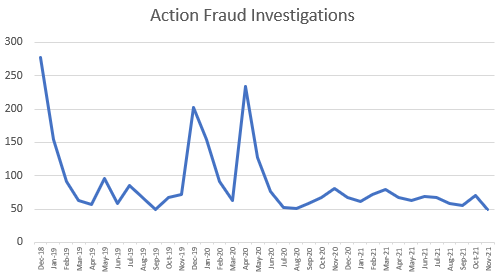 Action Fraud Investigations
300
250
200
150
100
50
0
Dec-18
Jan-19
Feb-19
Mar-19
Apr-19
May-19
Jun-19
Jul-19
Aug-19
Sep-19
Oct-19
Nov-19
Dec-19
Jan-20
Feb-20
Mar-20
Apr-20
May-20
Jun-20
Jul-20
Aug-20
Sep-20
Oct-20
Nov-20
Dec-20
Jan-21
Feb-21
Mar-21
Apr-21
May-21
Jun-21
Jul-21
Aug-21
Sep-21
Oct-21
Nov-21